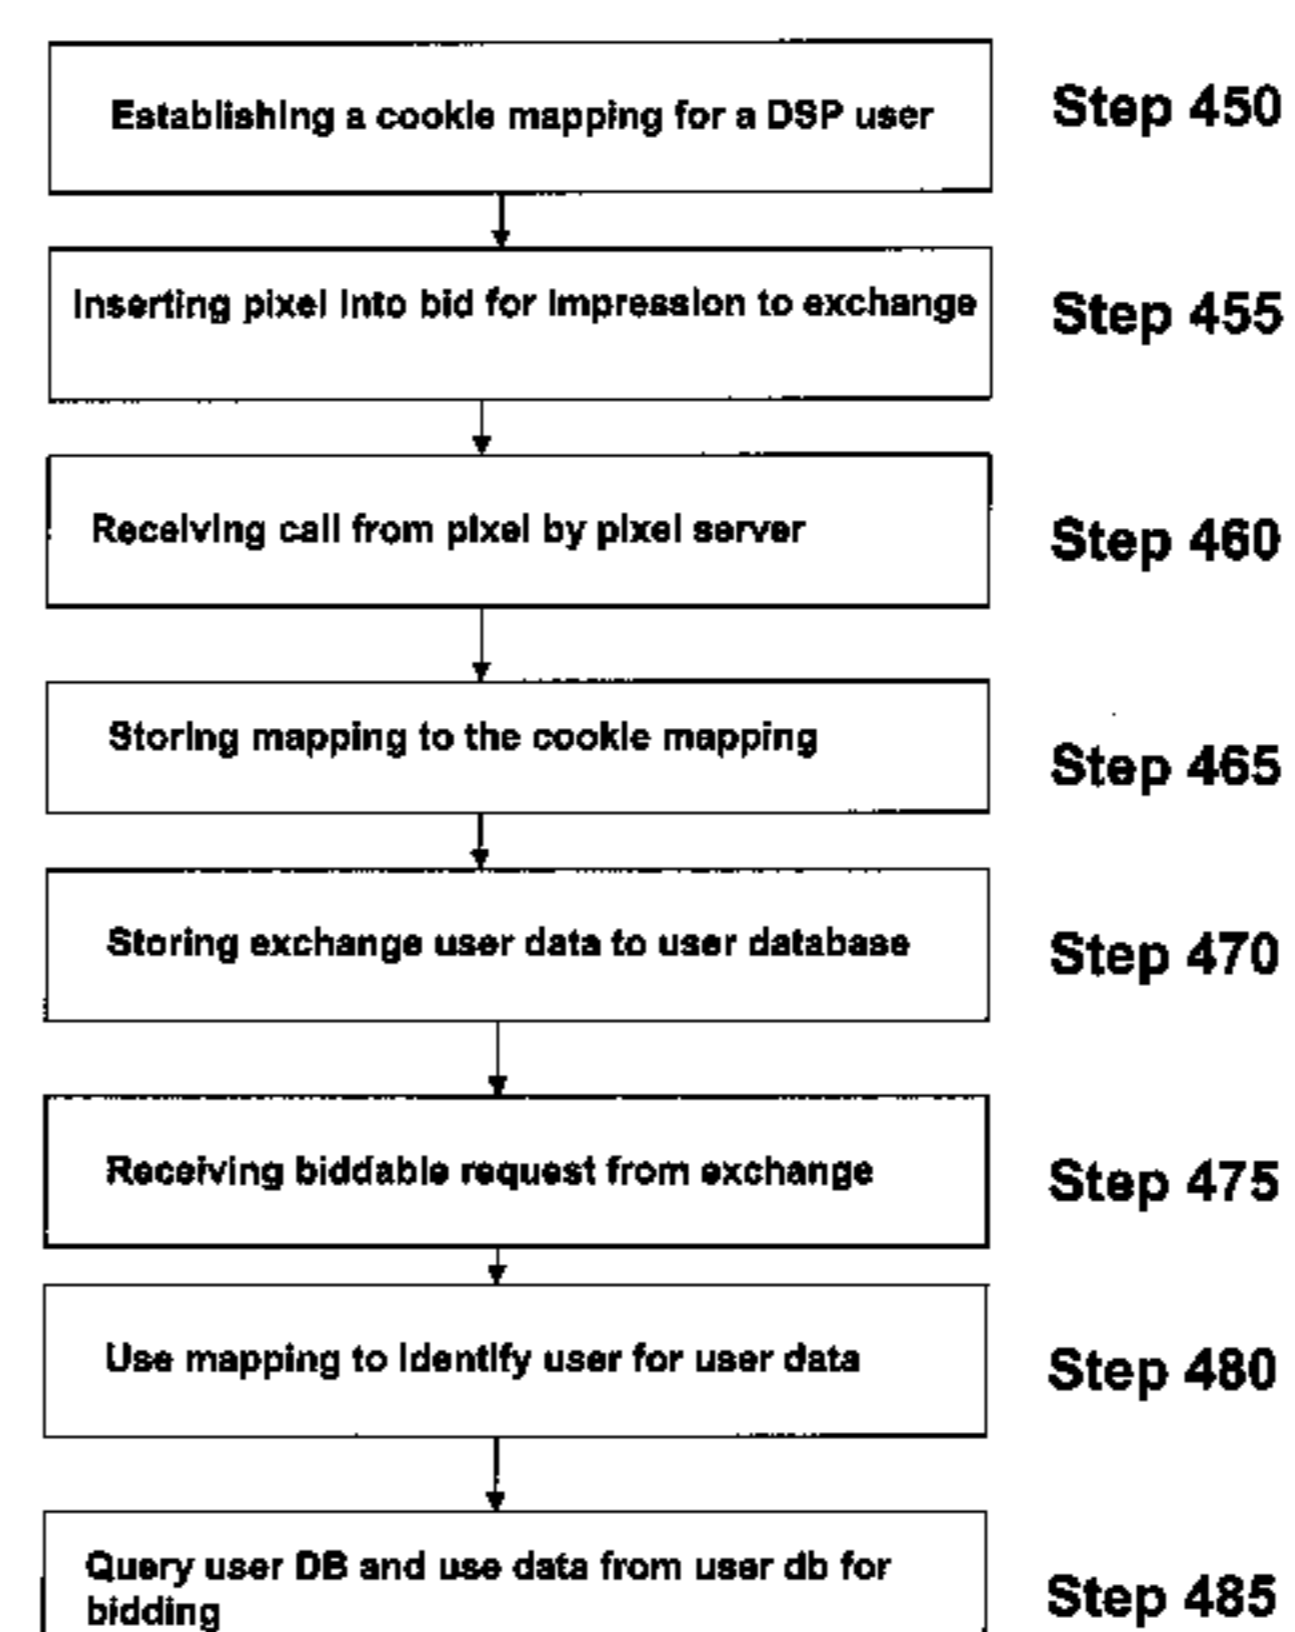 Establishing a cookie mapping for a DSP user
Step 450
Inserting pixel into bid for impression to exchange
Step 455
Receiving call from pixel by pixel server
Step 460
Storing mapping to the cookie mapping
Step 465
Storing exchange user data to user database
Step 470
Receiving biddable request from exchange
Step 475
Use mapping to identify user for user data
Step 480
Query user DB and use data from user db for
bidding
Step 485